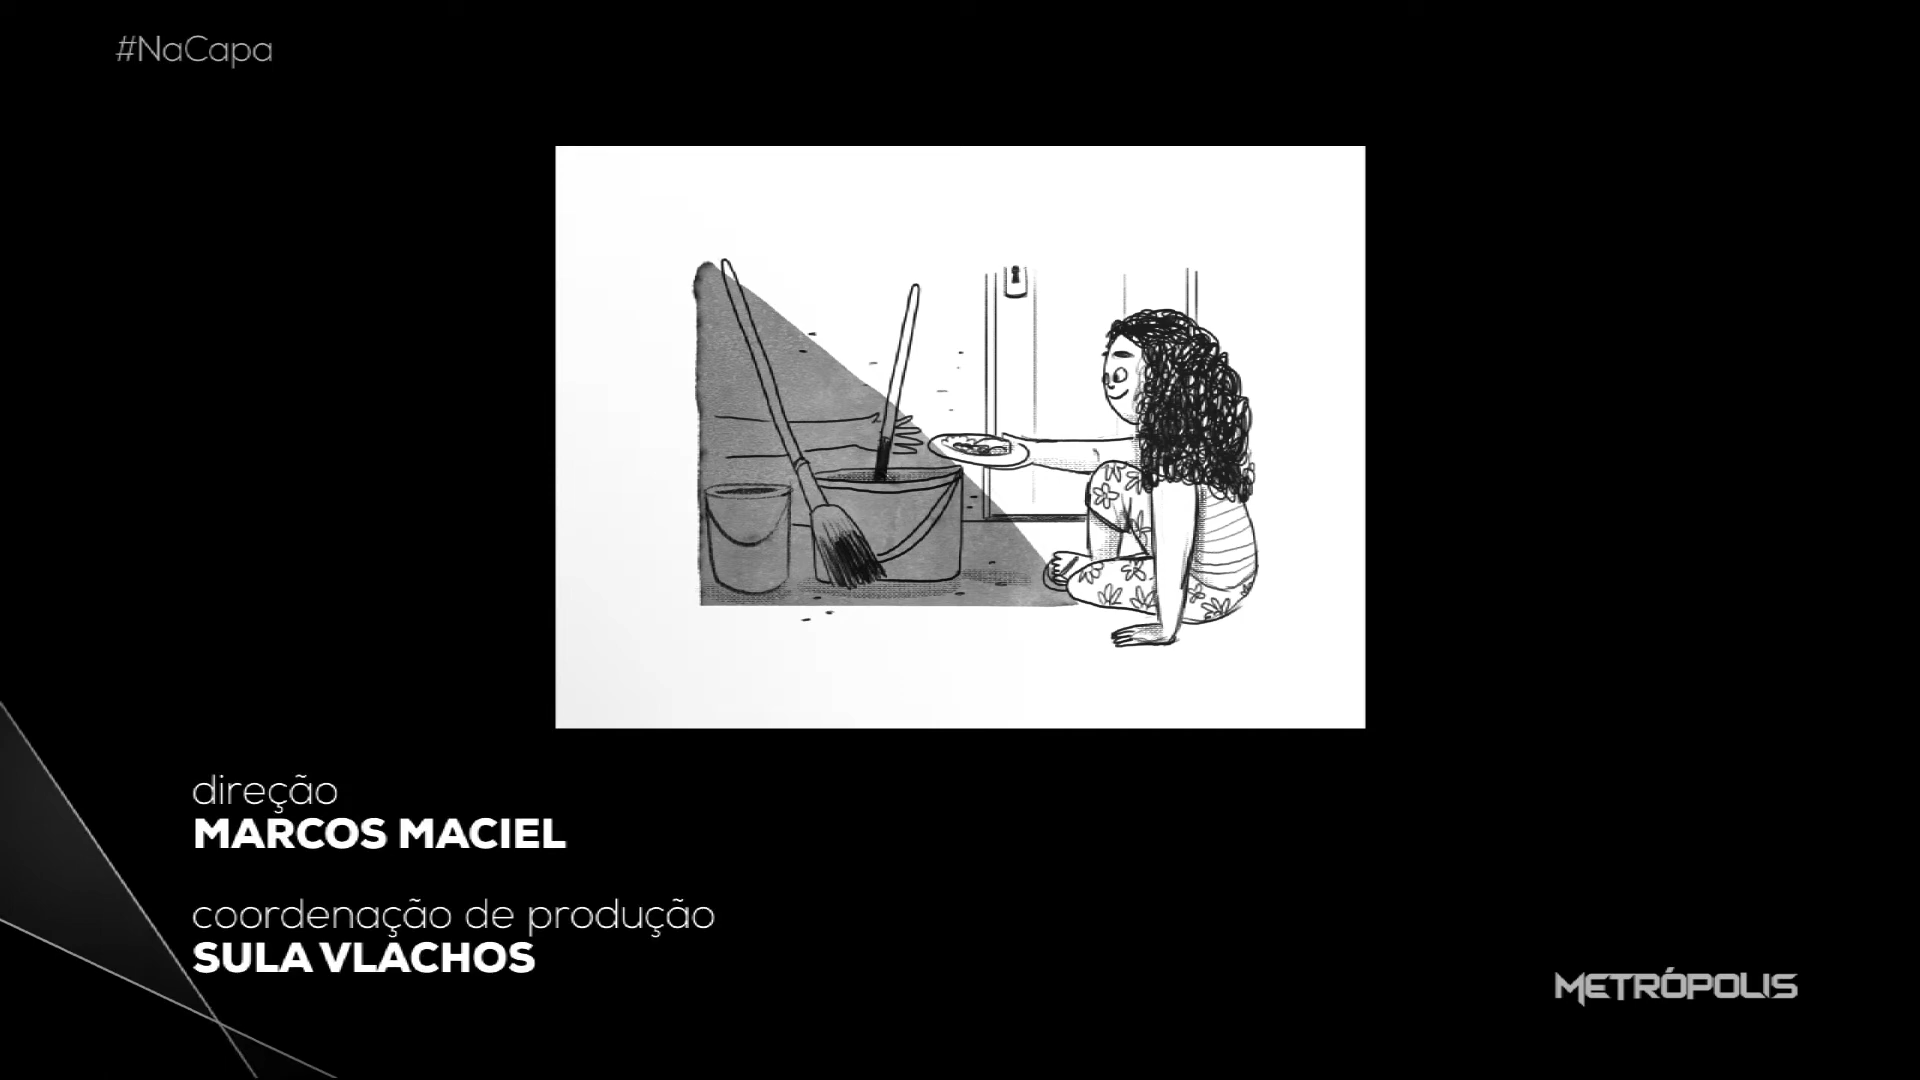 #NaCapa
direção
MARCOS MACIEL
coordenação de produção
SULA VLACHOS
METRÓPOLIS